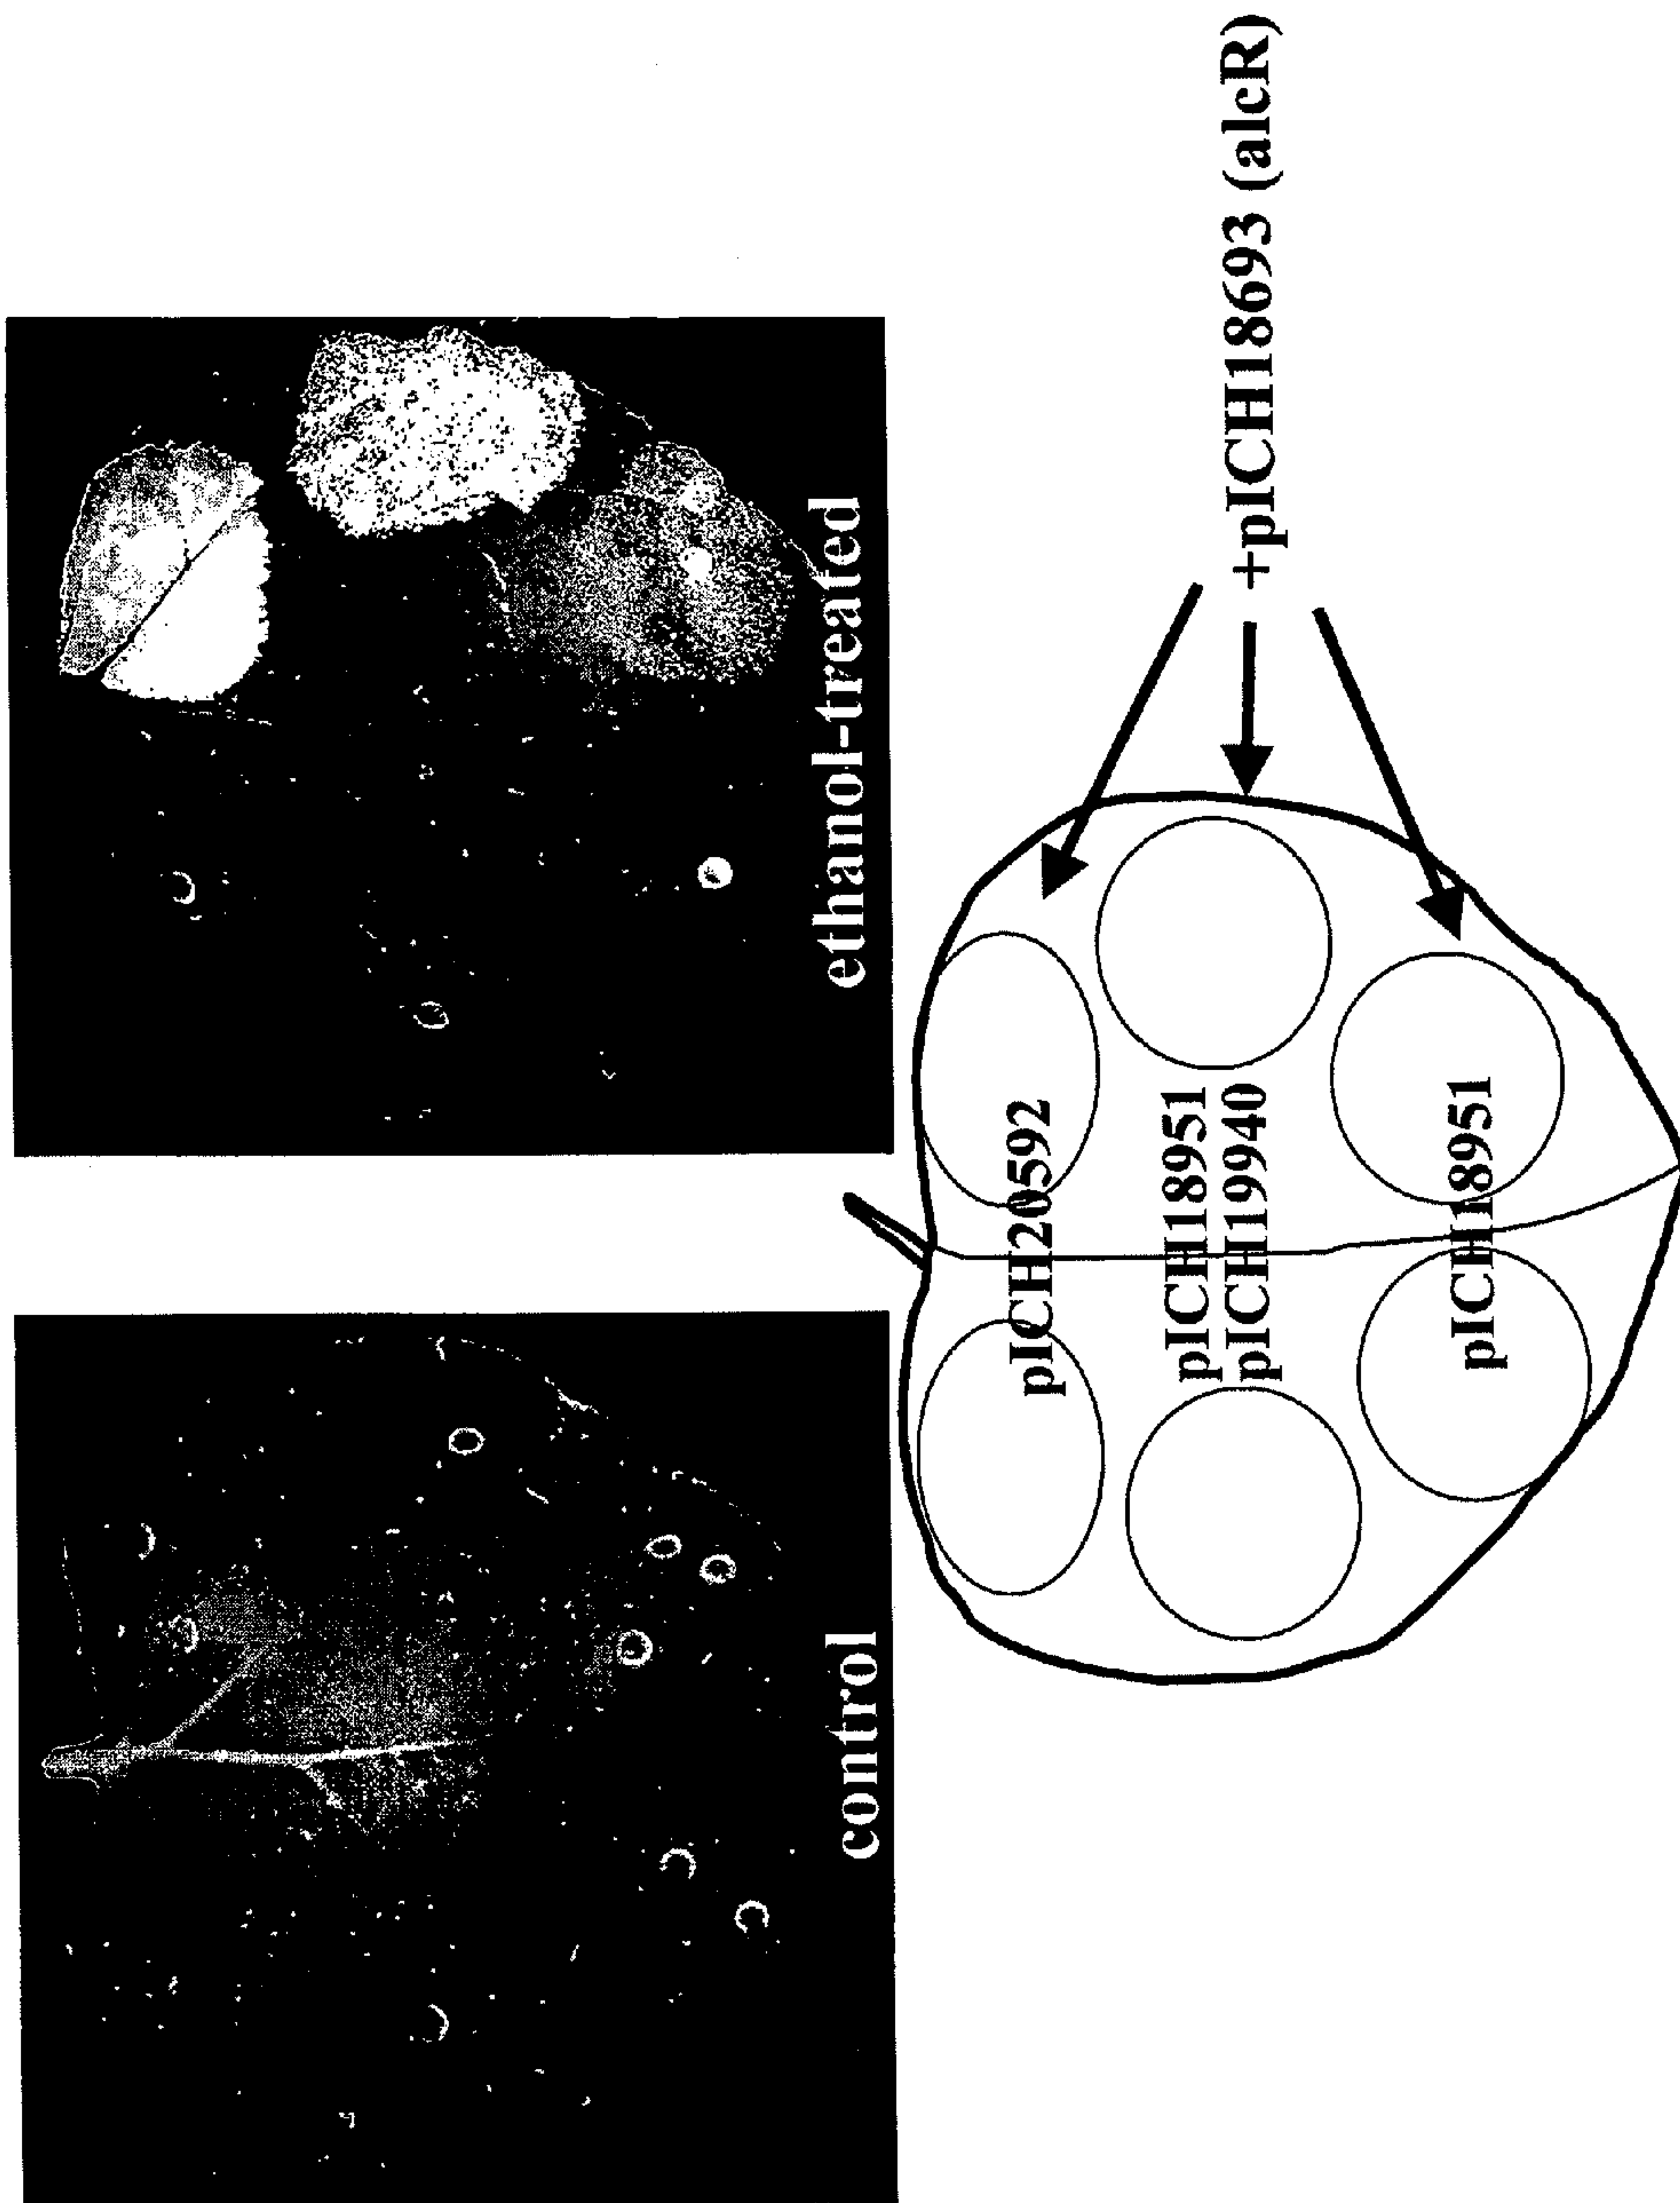 control
ethanol-treated
pICH20592
pICH18951
pICH19940
pICH18951
+pICH18693 (alcR)